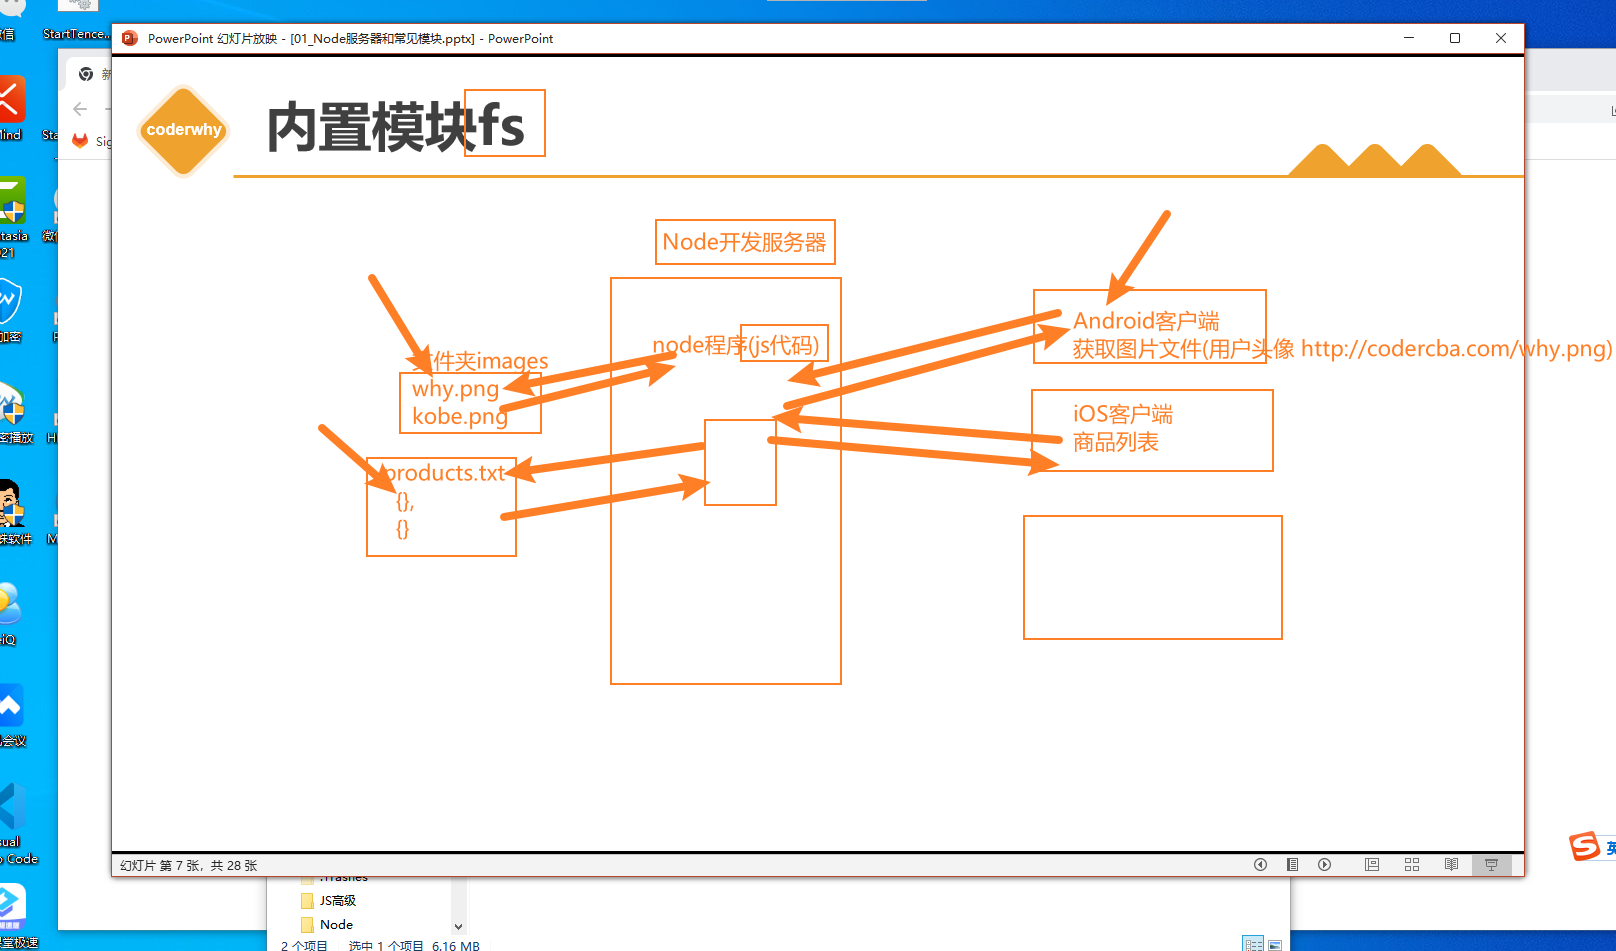 微信
StartTence...
PowerPoint 幻灯片放映 - [01_Node服务器和常见模块.pptx] - PowerPoint
新
Sig
coderwhy
内置模块fs
Node开发服务器
node程序(js代码)
文件夹images
why.png
kobe.png
products.txt
{},
{}
Android客户端
获取图片文件(用户头像 http://codercba.com/why.png)
iOS客户端
商品列表
幻灯片 第 7 张，共 28 张
.Trashes
JS高级
Node
2 个项目
选中 1 个项目 6.16 MB
英